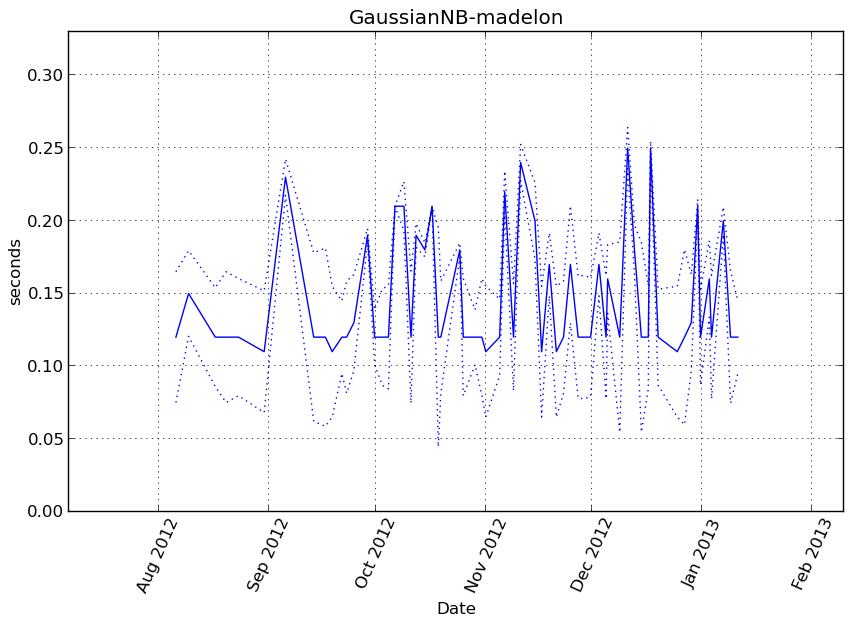 GaussianNB-madelon
0.30
0.25
0.20
0.15
0.10
0.05
0.00
seconds
Aug 2012
Sep 2012
Oct 2012
Nov 2012
Dec 2012
Jan 2013
Feb 2013
Date